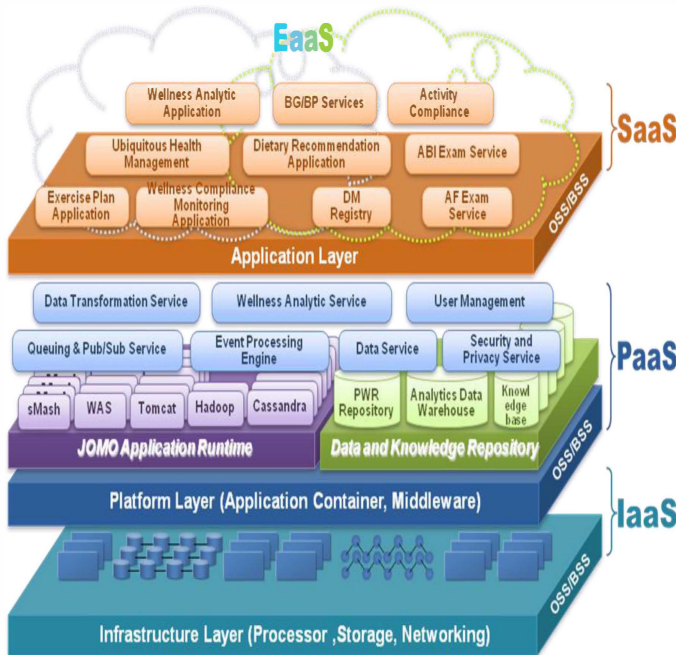 EaaS
Wellness Analytic
Application
BG/BP Services
Activity
Compliance
SaaS
Ubiquitous Health
Management
Dietary Recommendation
Application
ABI Exam Service
Exercise Plan
Application
Wellness Compliance
Monitoring
Application
DM
Registry
AF Exam
Service
OSS/BSS
Application Layer
Data Transformation Service
Wellness Analytic Service
User Management
PaaS
Queuing & Pub/Sub Service
Event Processing
Engine
Data Service
Security and
Privacy Service
sMash
WAS
Tomcat
Hadoop
Cassandra
PWR
Repository
Analytics Data
Warehouse
Knowl
edge
base
JOMO Application Runtime
Data and Knowledge Repository
OSS/BSS
Platform Layer (Application Container, Middleware)
IaaS
OSS/BSS
Infrastructure Layer (Processor ,Storage, Networking)